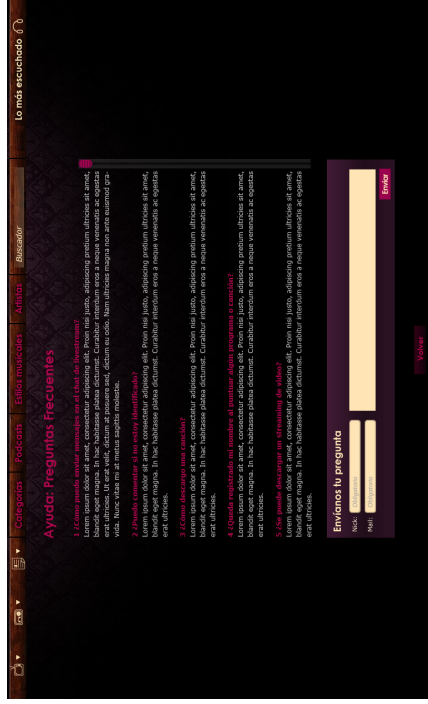 Categorías Podcasts Estilos musicales Artistas Buscador Lo más escuchado
Ayuda: Preguntas Frecuentes
1 ¿Cómo puedo enviar mensajes en el chat de livestream?
Lorem ipsum dolor sit amet, consectetur adipiscing elit. Proin nisi justo, adipiscing pretium ultricies sit amet,
blandit eget magna. In hac habitasse platea dictumst. Curabitur interdum eros a neque venenatis ac egestas
erat ultricies. Ut erat velit, dictum at posuere sed, dictum eu odio. Nam ultricies magna non ante euismod gra-
vida. Nunc vitae mi at metus sagittis molestie.
2 ¿Puedo comentar si no estoy identificado?
Lorem ipsum dolor sit amet, consectetur adipiscing elit. Proin nisi justo, adipiscing pretium ultricies sit amet,
blandit eget magna. In hac habitasse platea dictumst. Curabitur interdum eros a neque venenatis ac egestas
erat ultricies.
3 ¿Cómo descargar una canción?
Lorem ipsum dolor sit amet, consectetur adipiscing elit. Proin nisi justo, adipiscing pretium ultricies sit amet,
blandit eget magna. In hac habitasse platea dictumst. Curabitur interdum eros a neque venenatis ac egestas
erat ultricies.
4 ¿Queda registrado mi nombre al puntuar algún programa o canción?
Lorem ipsum dolor sit amet, consectetur adipiscing elit. Proin nisi justo, adipiscing pretium ultricies sit amet,
blandit eget magna. In hac habitasse platea dictumst. Curabitur interdum eros a neque venenatis ac egestas
erat ultricies.
5 ¿Se puede descargar un streaming de vídeo?
Lorem ipsum dolor sit amet, consectetur adipiscing elit. Proin nisi justo, adipiscing pretium ultricies sit amet,
blandit eget magna. In hac habitasse platea dictumst. Curabitur interdum eros a neque venenatis ac egestas
erat ultricies.
Envíanos tu pregunta
Nick: Obligatorio
Mail: Obligatorio
Enviar
Volver